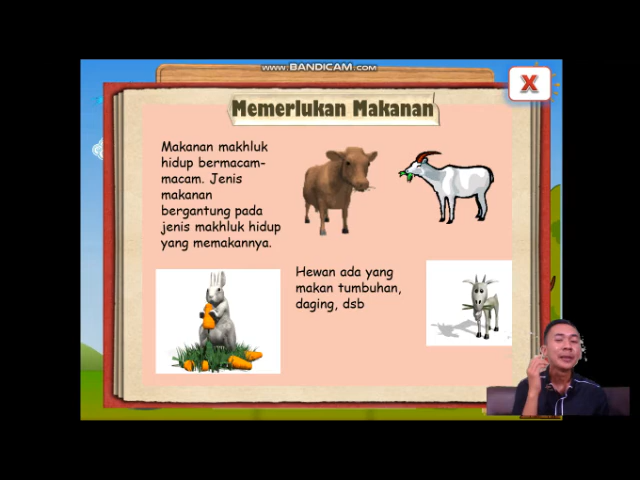 WWW.BANDICAM.COM
X
Memerlukan Makanan
Makanan makhluk
hidup bermacam-
macam. Jenis
makanan
bergantung pada
jenis makhluk hidup
yang memakannya.
Hewan ada yang
makan tumbuhan,
daging, dsb